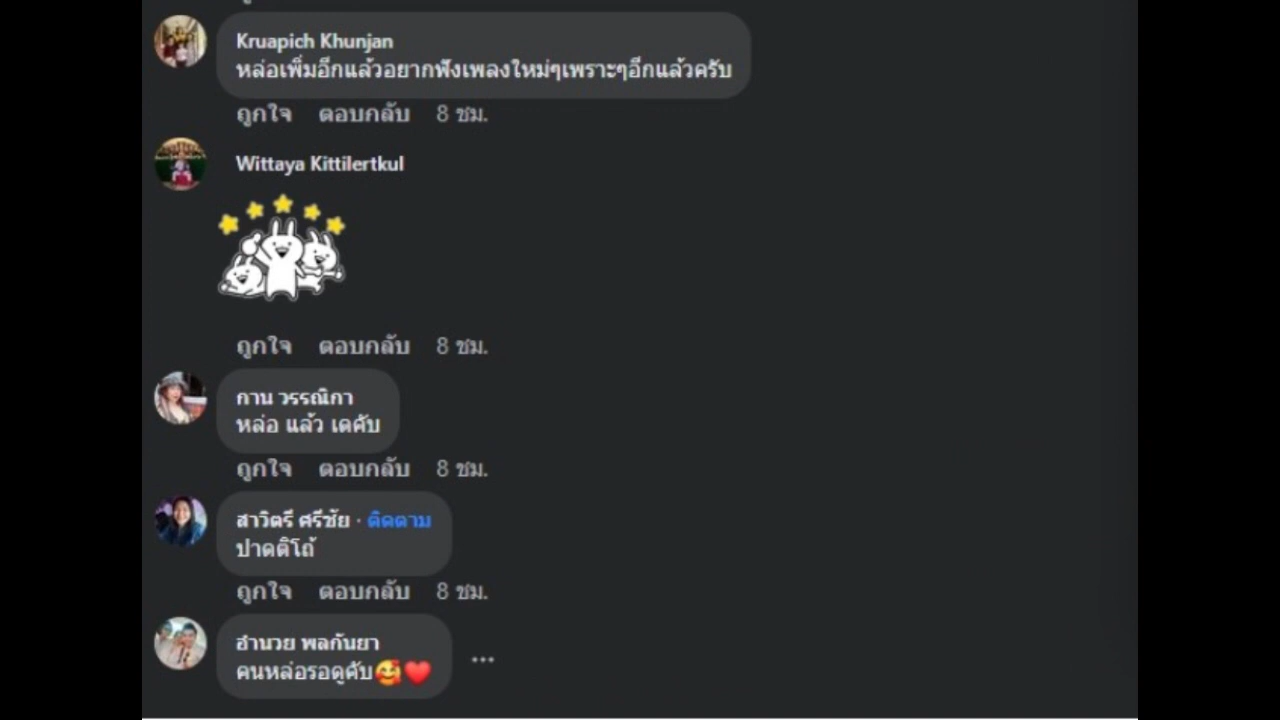 Kruapich Khunjan
หล่อเพิ่มอีกแล้วอยากฟังเพลงใหม่ๆเพราะๆอีกแล้วครับ
ถูกใจ ตอบกลับ 8 ชม.
Wittaya Kittilertkul
ถูกใจ ตอบกลับ 8 ชม.
กาน วรรณิกา
หล่อ แล้ว เดคับ
ถูกใจ ตอบกลับ 8 ชม.
สาวิตรี ศรีชัย · ติดตาม
ปาดติโถ้
ถูกใจ ตอบกลับ 8 ชม.
อำนวย พลกันยา
คนหล่อรอดูคับ🥰❤️